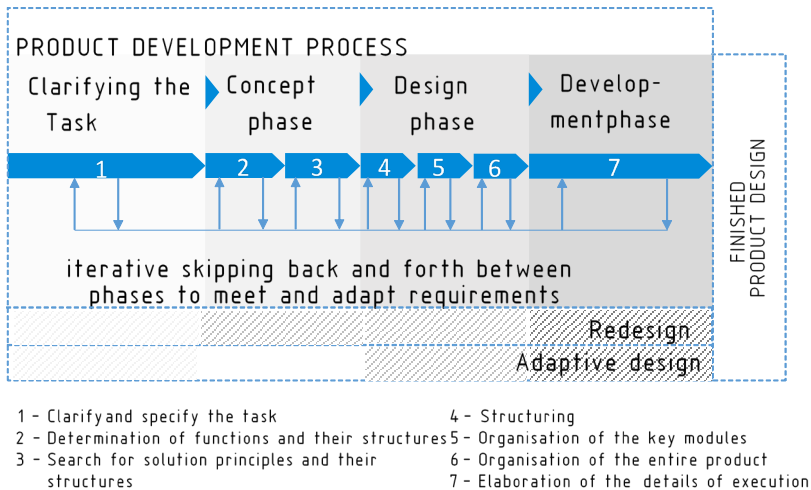 PRODUCT DEVELOPMENT PROCESS
Clarifying the
Task
Concept
phase
Design
phase
Develop-
mentphase
1
2
3
4
5
6
7
iterative skipping back and forth between
phases to meet and adapt requirements
Redesign
Adaptive design
FINISHED
PRODUCT DESIGN
1 - Clarify and specify the task
2 - Determination of functions and their structures
3 - Search for solution principles and their
structures
4 - Structuring
5 - Organisation of the key modules
6 - Organisation of the entire product
7 - Elaboration of the details of execution